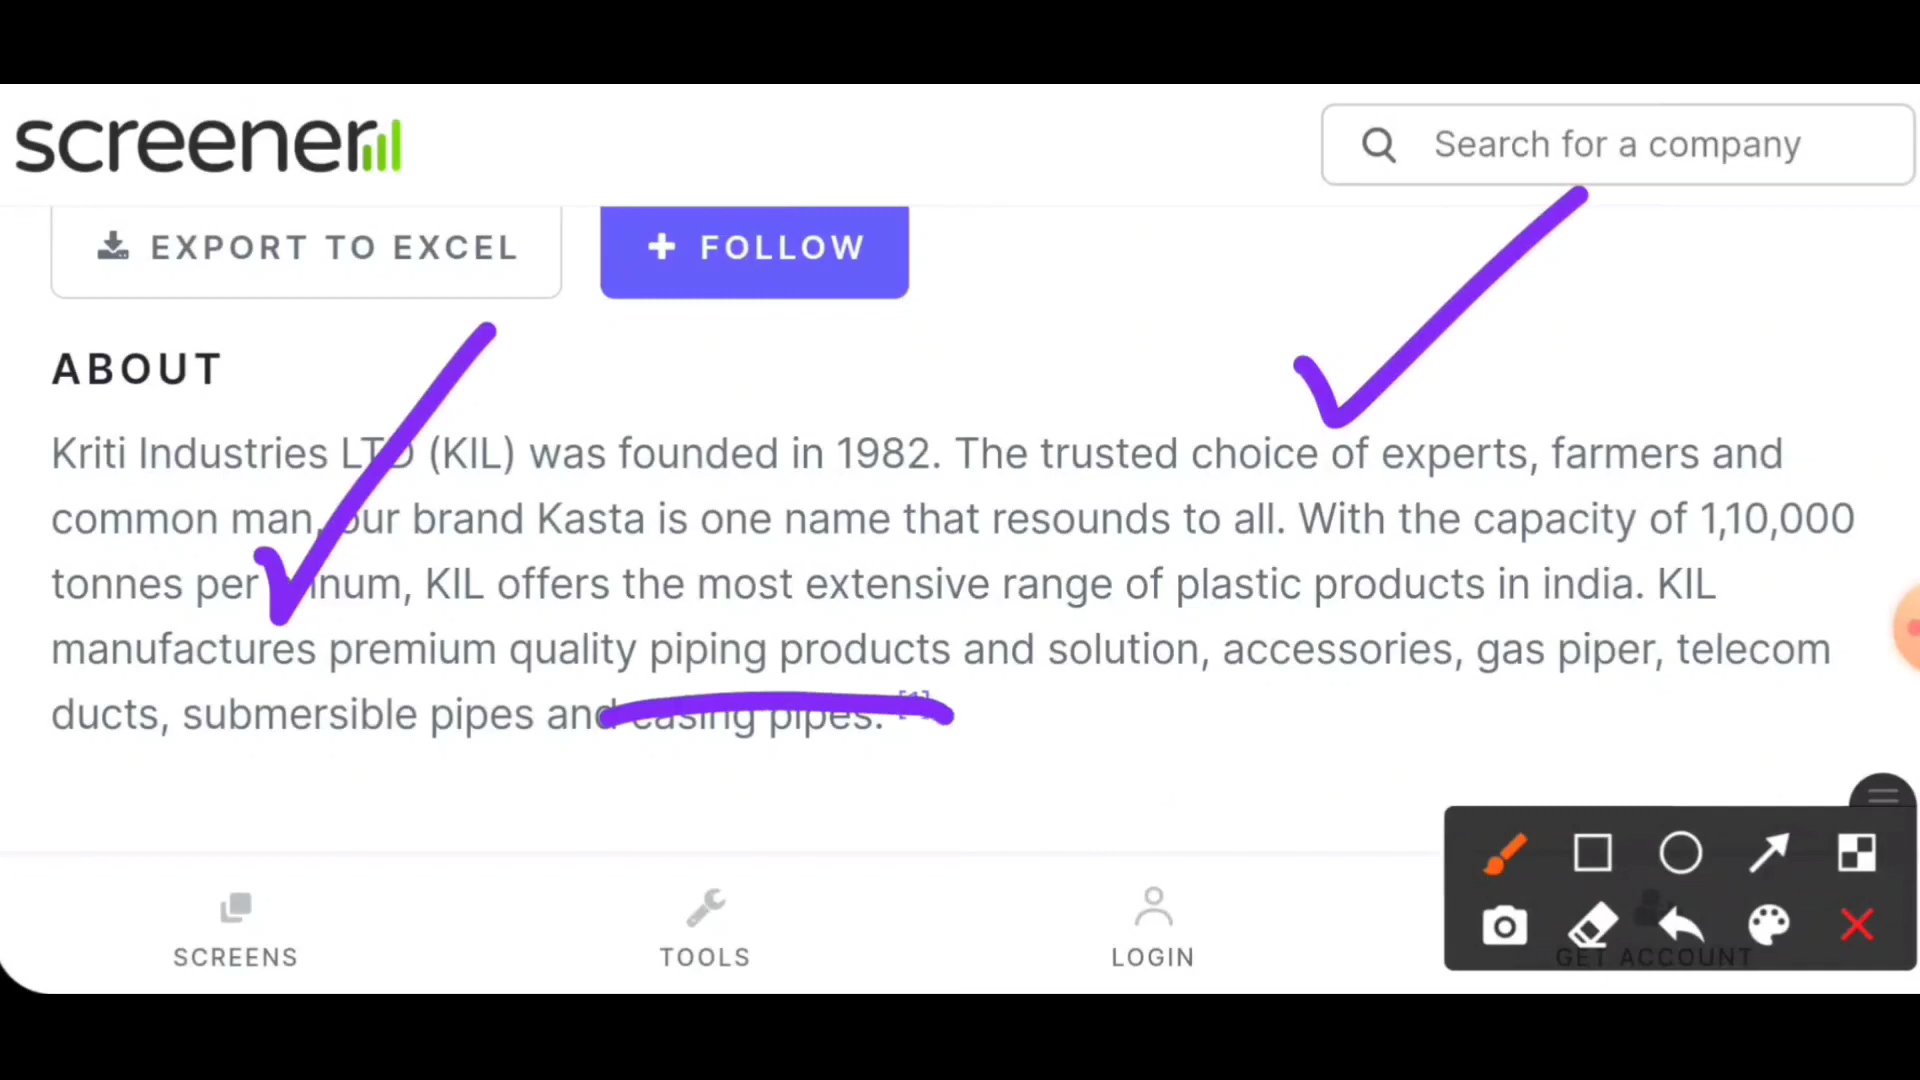 screener
Search for a company
EXPORT TO EXCEL
+ FOLLOW
ABOUT
Kriti Industries LTD (KIL) was founded in 1982. The trusted choice of experts, farmers and
common man, our brand Kasta is one name that resounds to all. With the capacity of 1,10,000
tonnes per annum, KIL offers the most extensive range of plastic products in india. KIL
manufactures premium quality piping products and solution, accessories, gas piper, telecom
ducts, submersible pipes and casing pipes. [1]
SCREENS
TOOLS
LOGIN
GET ACCOUNT